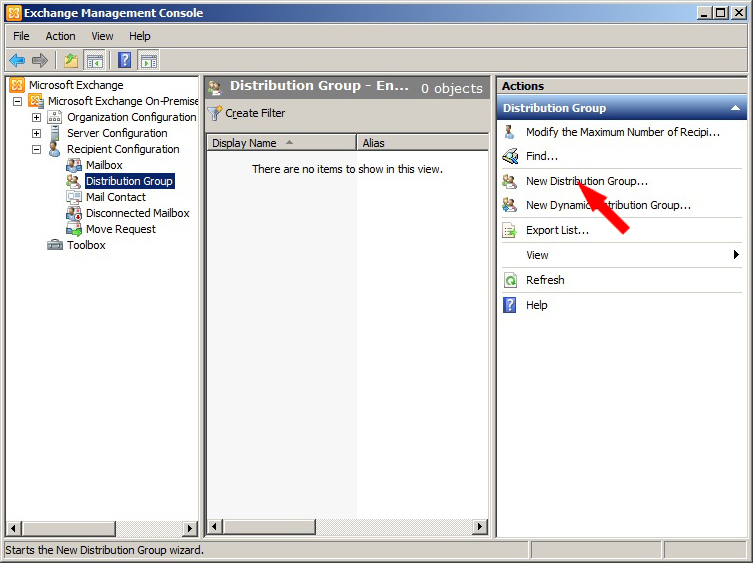 Exchange Management Console
File Action View Help
Microsoft Exchange
Microsoft Exchange On-Premise
Organization Configuration
Server Configuration
Recipient Configuration
Mailbox
Distribution Group
Mail Contact
Disconnected Mailbox
Move Request
Toolbox
Distribution Group - En... 0 objects
Create Filter
Display Name Alias
There are no items to show in this view.
Actions
Distribution Group
Modify the Maximum Number of Recipi...
Find...
New Distribution Group...
New Dynamic Distribution Group...
Export List...
View
Refresh
Help
Starts the New Distribution Group wizard.